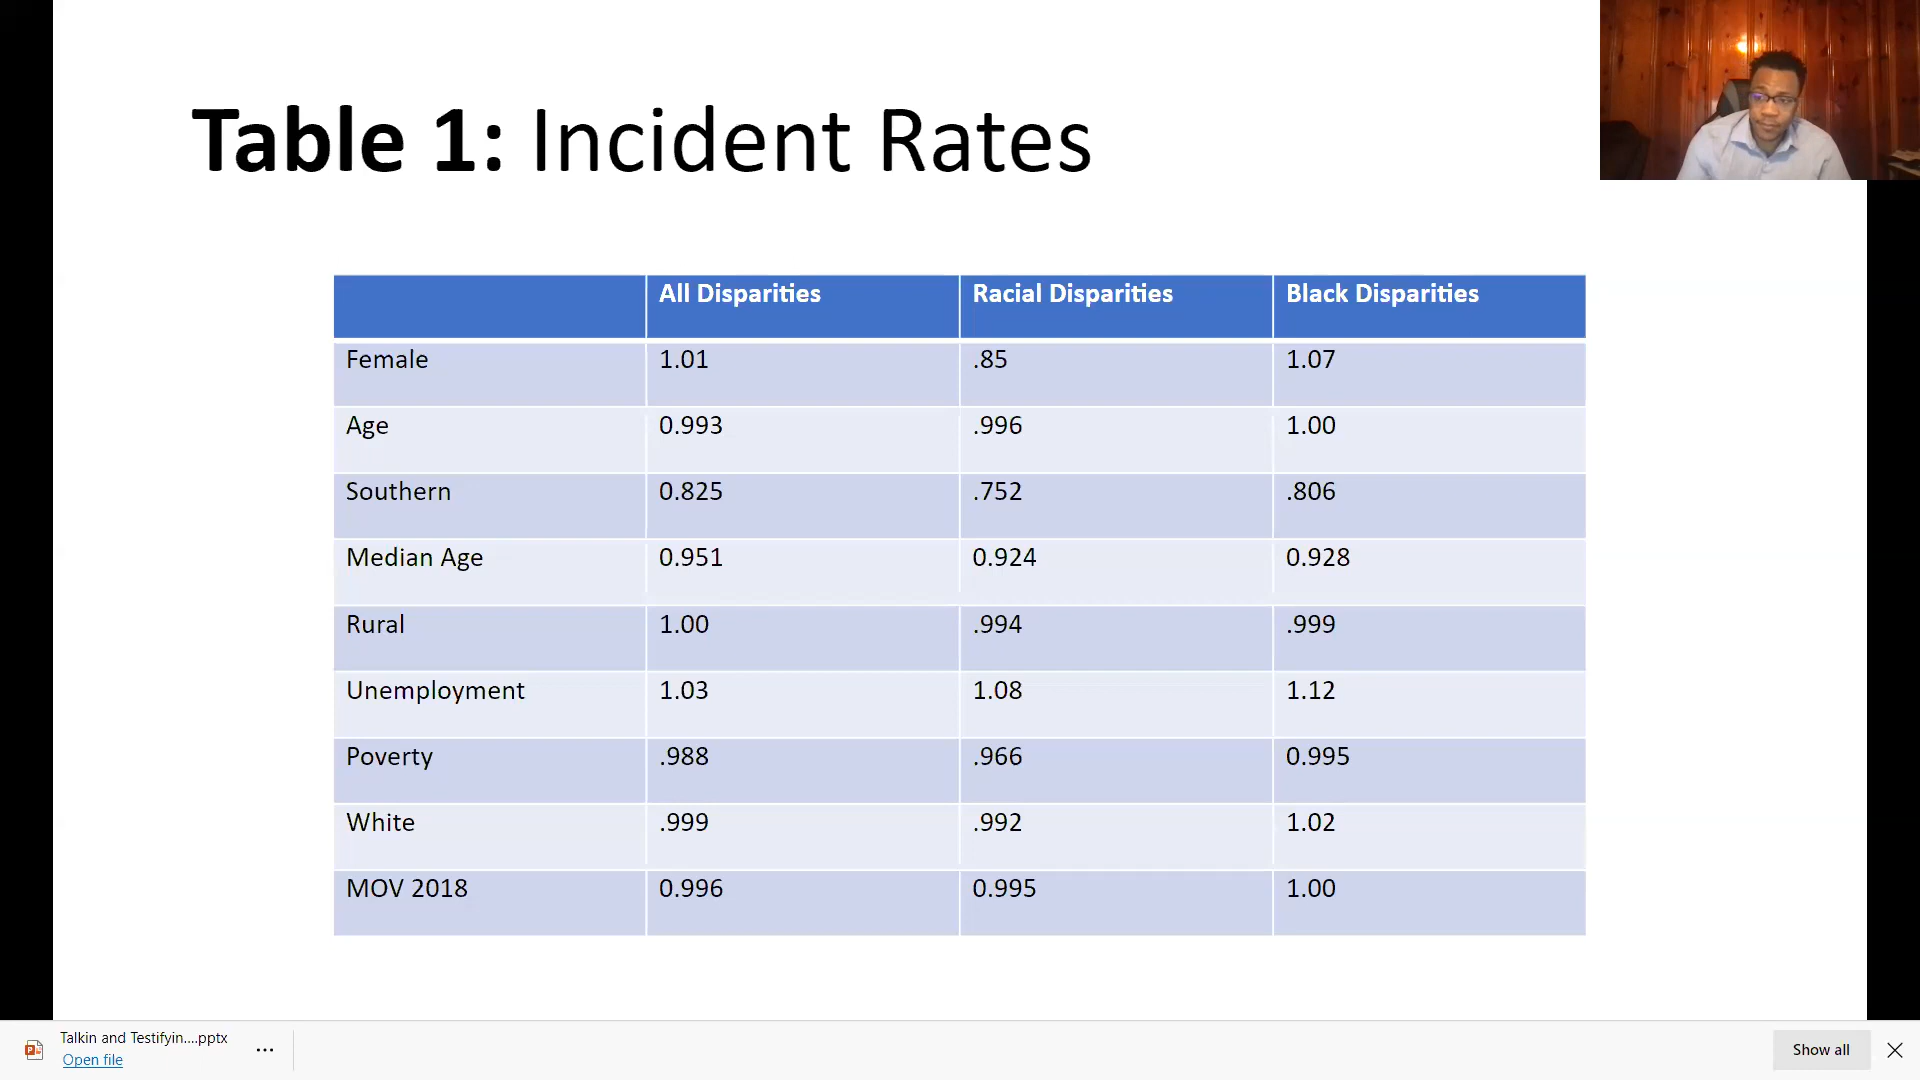 Table 1: Incident Rates
All Disparities Racial Disparities Black Disparities
Female 1.01 .85 1.07
Age 0.993 .996 1.00
Southern 0.825 .752 .806
Median Age 0.951 0.924 0.928
Rural 1.00 .994 .999
Unemployment 1.03 1.08 1.12
Poverty .988 .966 0.995
White .999 .992 1.02
MOV 2018 0.996 0.995 1.00
Talkin and Testifyin....pptx
Open file
Show all